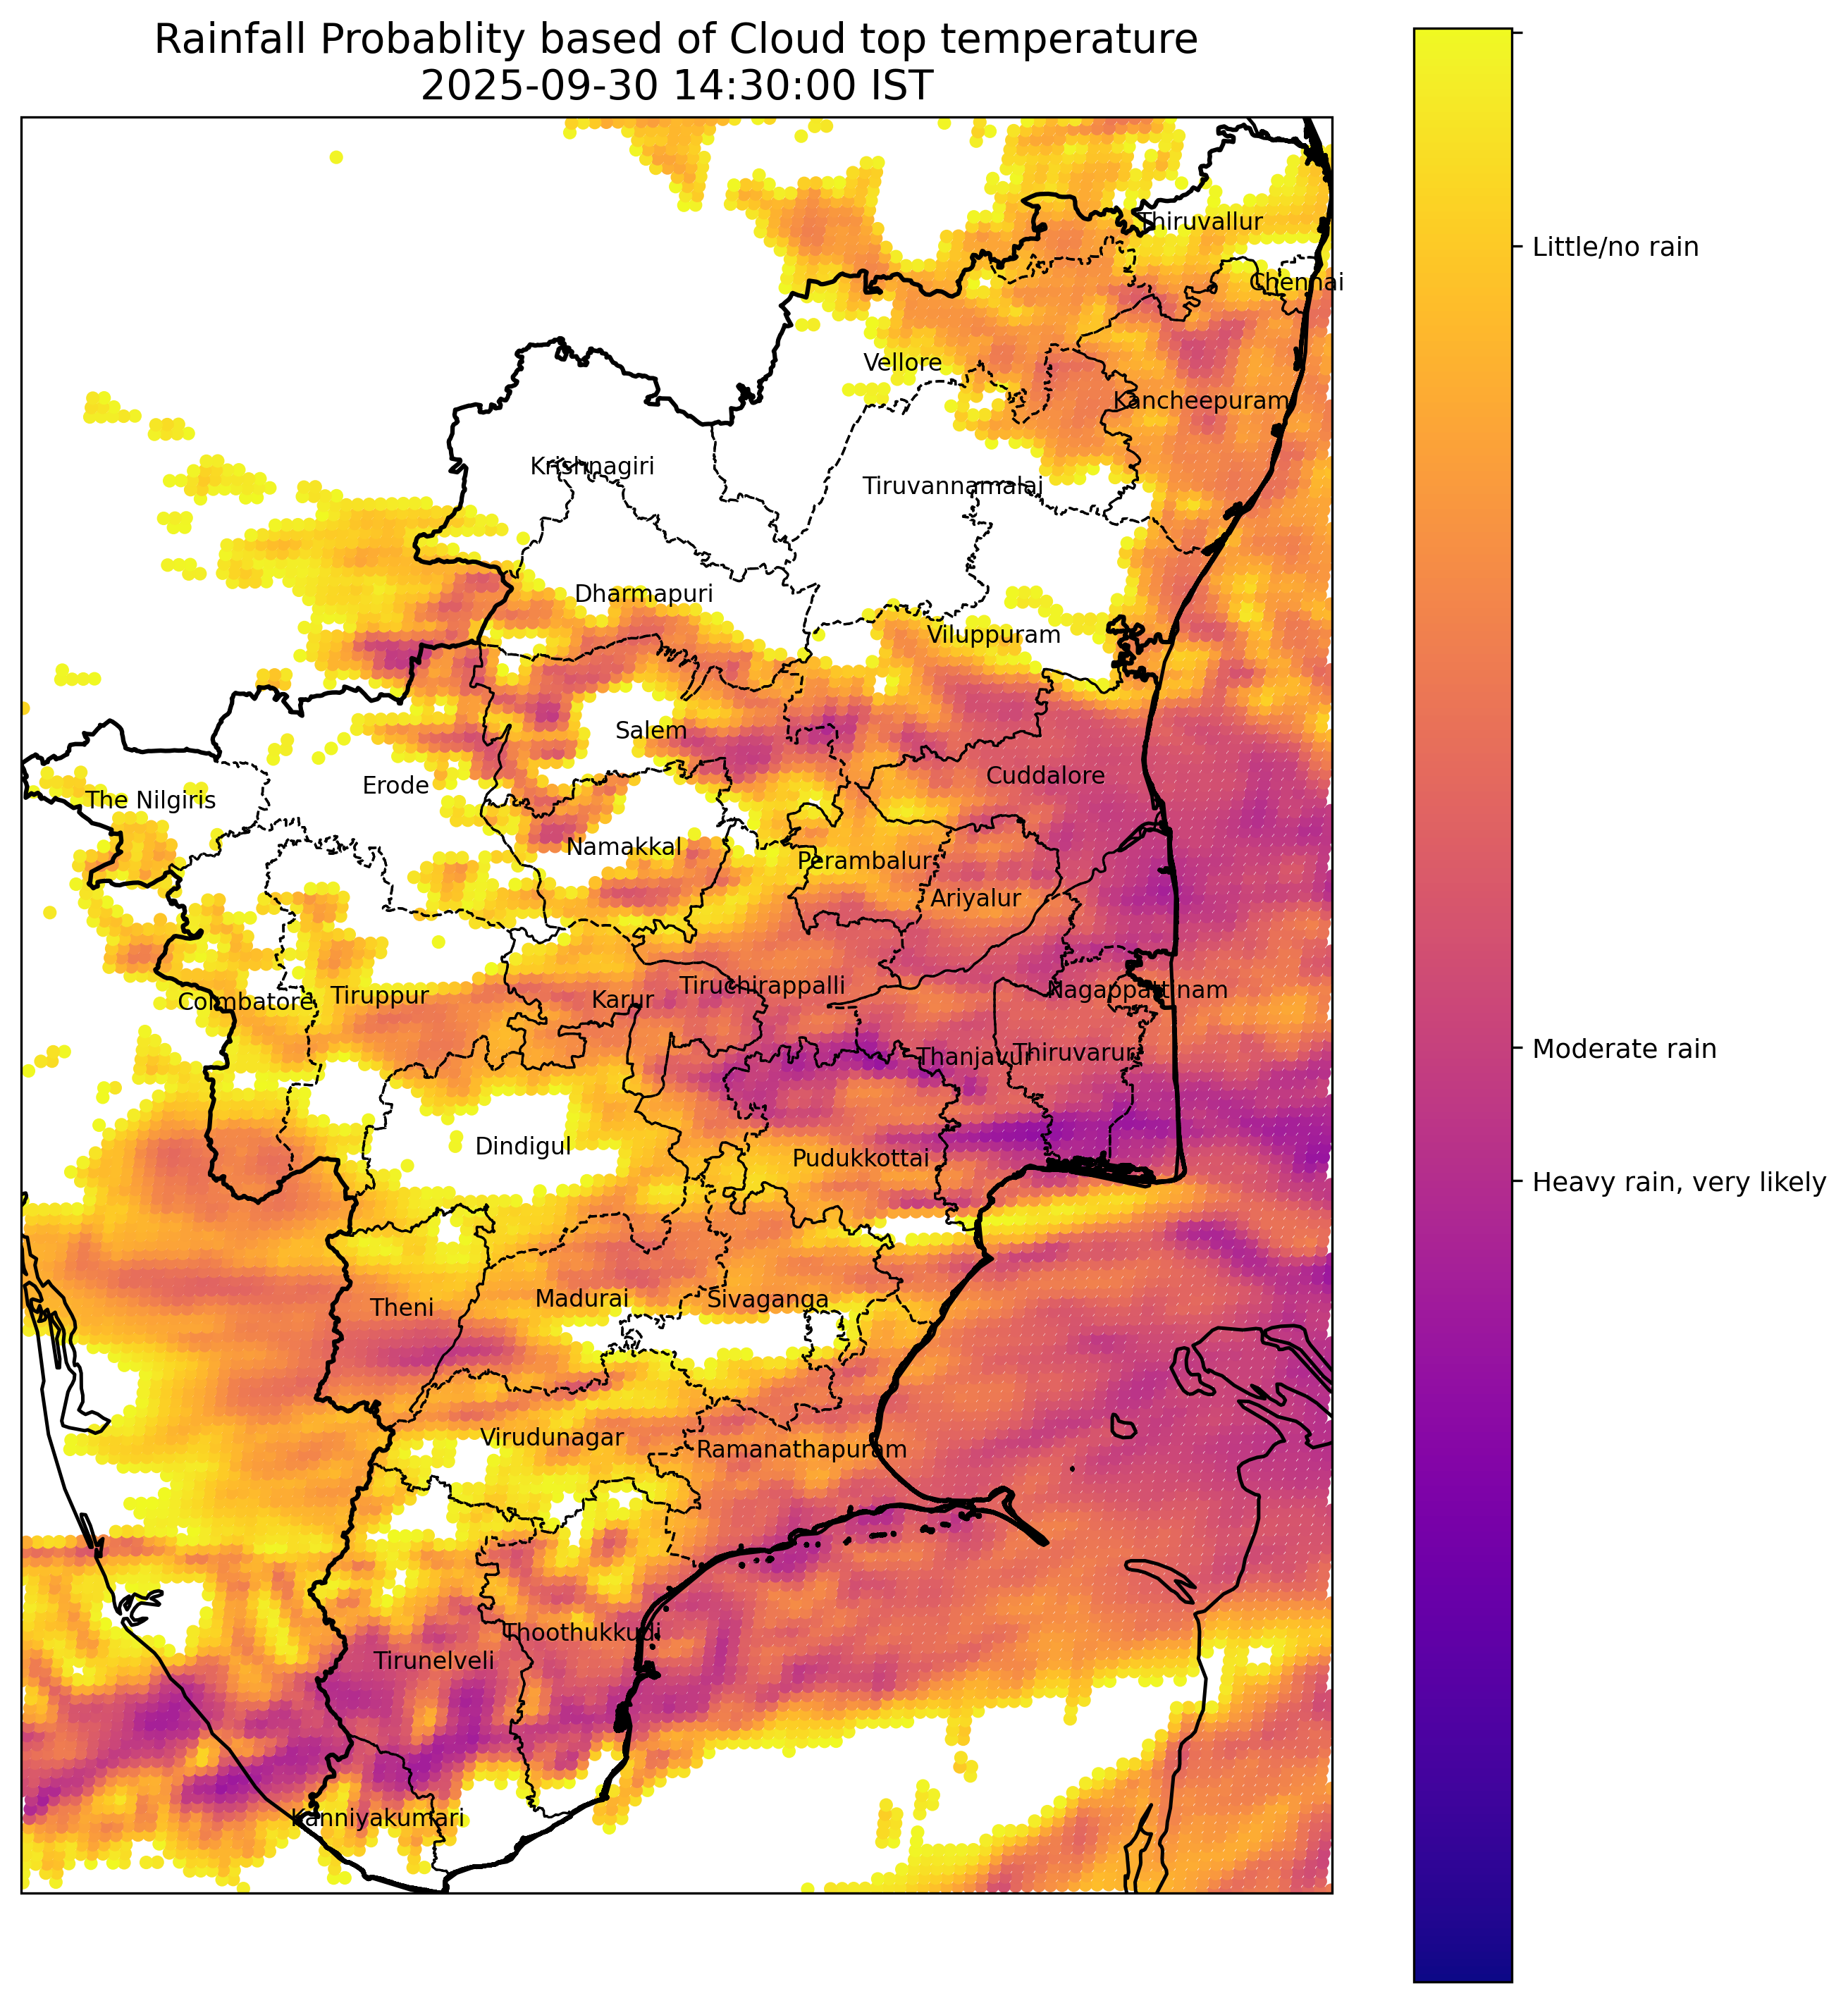 Rainfall Probablity based of Cloud top temperature
2025-09-30 14:30:00 IST
Thiruvallur
Chennai
Vellore
Kancheepuram
Krishnagiri
Tiruvannamalai
Dharmapuri
Viluppuram
Salem
Cuddalore
Erode
The Nilgiris
Namakkal
Perambalur
Ariyalur
Tiruchirappalli
Nagappattinam
Coimbatore
Tiruppur
Karur
Thanjavur
Thiruvarur
Dindigul
Pudukkottai
Theni
Madurai
Sivaganga
Virudunagar
Ramanathapuram
Thoothukkudi
Tirunelveli
Kanniyakumari
Little/no rain
Moderate rain
Heavy rain, very likely